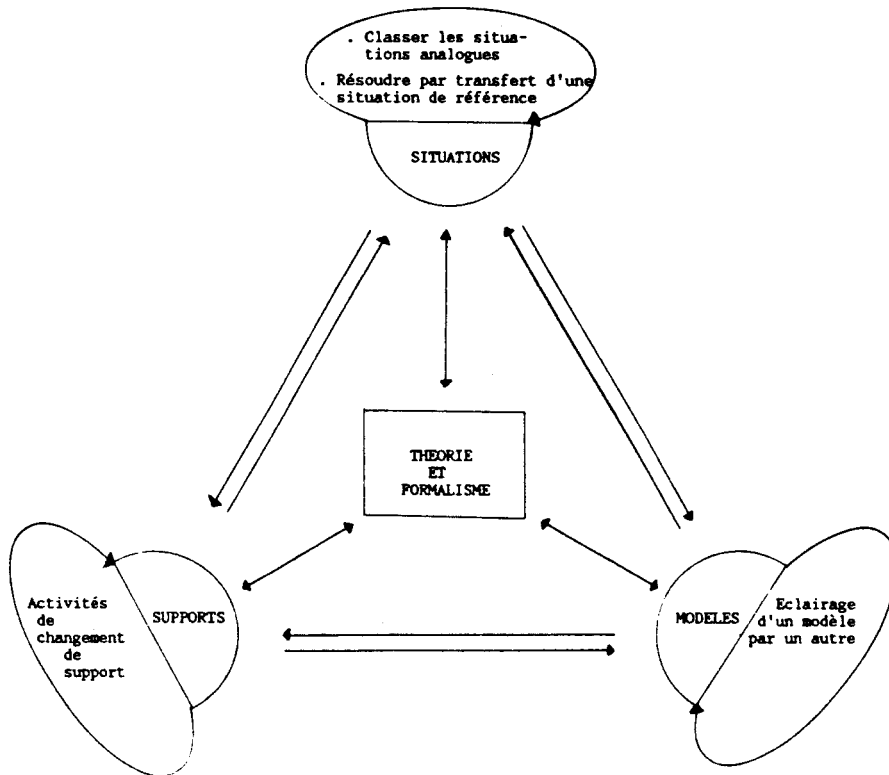 . Classer les situa-
tions analogues
. Résoudre par transfert d'une
situation de référence
SITUATIONS
THEORIE
ET
FORMALISME
Activités
de
changement
de
support
SUPPORTS
MODELES
Eclairage
d'un modèle
par un autre